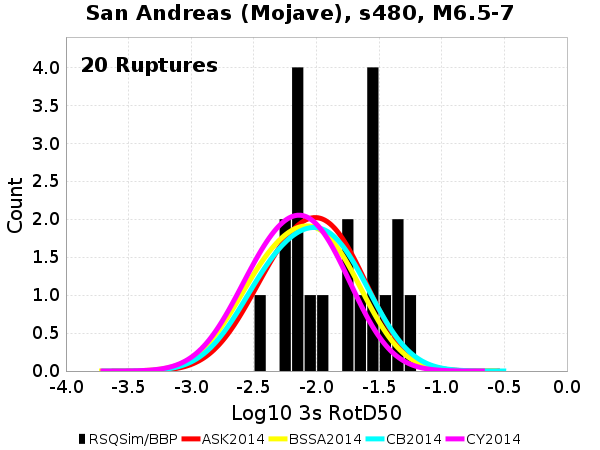 San Andreas (Mojave), s480, M6.5-7
20 Ruptures
Count
4.0
3.5
3.0
2.5
2.0
1.5
1.0
0.5
0.0
-4.0 -3.5 -3.0 -2.5 -2.0 -1.5 -1.0 -0.5 0.0
Log10 3s RotD50
RSQSim/BBP ASK2014 BSSA2014 CB2014 CY2014